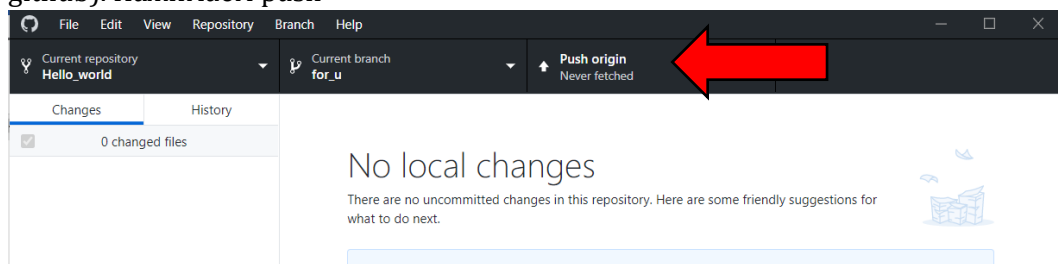 File Edit View Repository Branch Help
Current repository
Hello_world
Current branch
for_u
Push origin
Never fetched
Changes History
0 changed files
No local changes
There are no uncommitted changes in this repository. Here are some friendly suggestions for
what to do next.